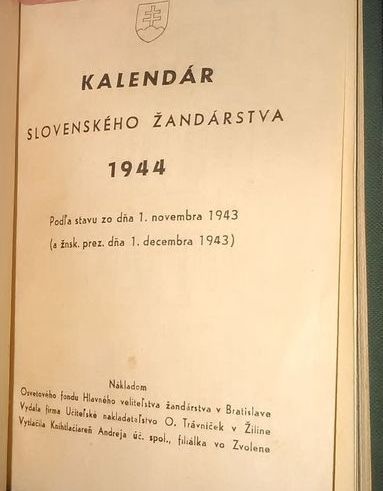 KALENDÁR
SLOVENSKÉHO ŽANDÁRSTVA
1944
Podľa stavu zo dňa 1. novembra 1943
(a žnsk. prez. dňa 1. decembra 1943)
Nákladom
Osvetového fondu Hlavného veliteľstva žandárstva v Bratislave
Vydala firma Učiteľské nakladateľstvo O. Trávniček v Žiline
Vytlačila Kníhtlačiareň Andreja úč. spol., filiálka vo Zvolene